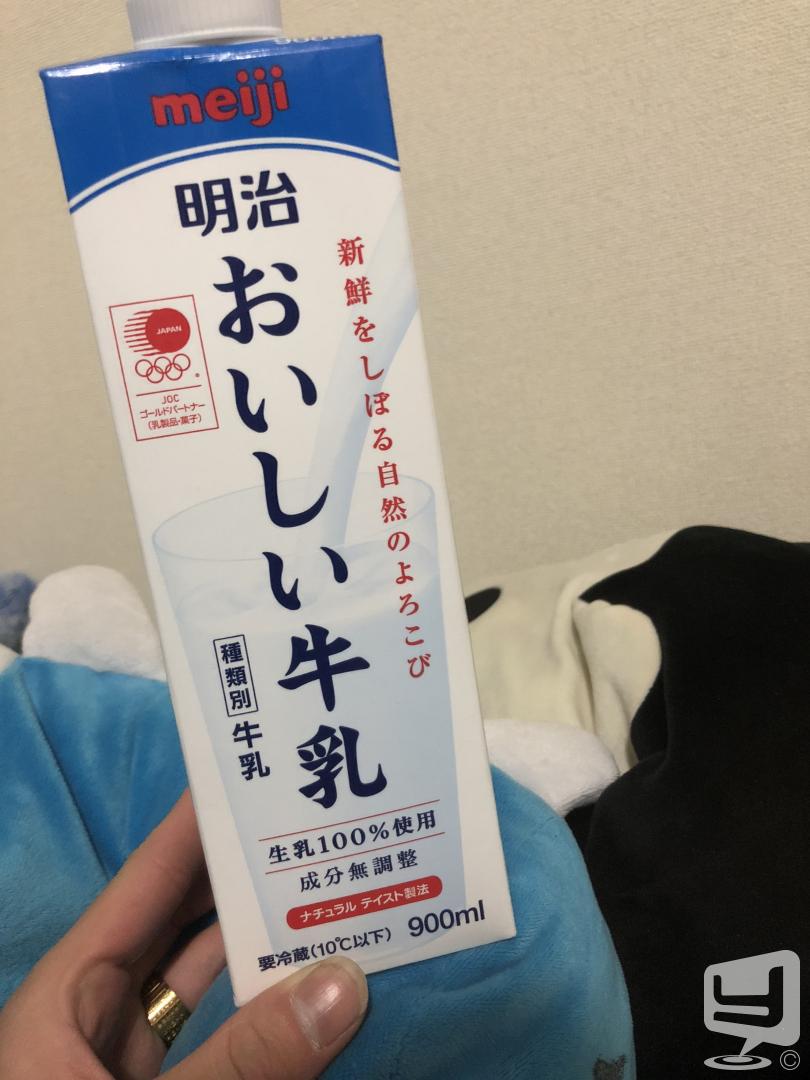 meiji
明治
おいしい牛乳
新鮮をしぼる自然のよろこび
JAPAN
JOC
ゴールドパートナー
(乳製品・菓子)
種類別
牛乳
生乳100%使用
成分無調整
ナチュラル テイスト製法
要冷蔵(10℃以下)
900ml